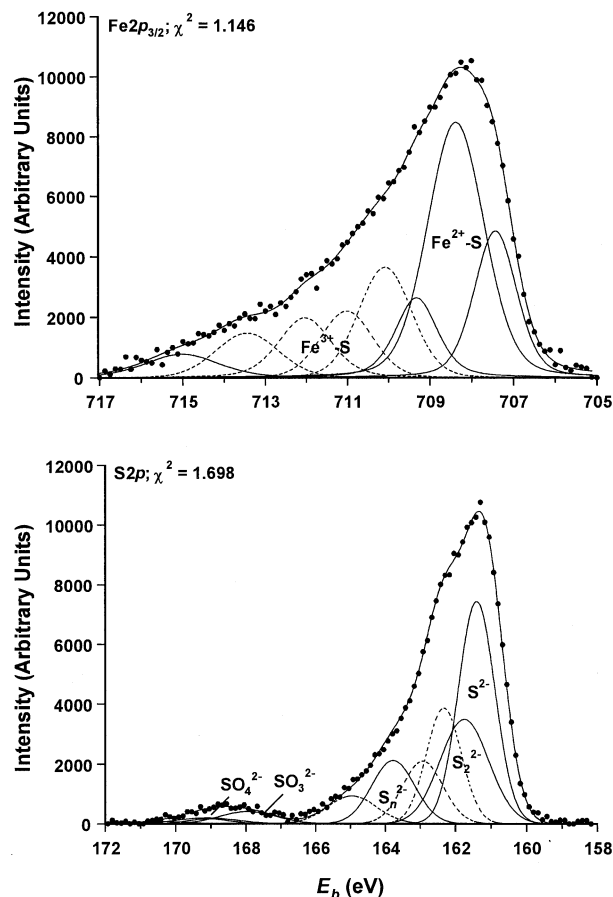 Fe2p₃/₂; χ² = 1.146
Intensity (Arbitrary Units)
12000
10000
8000
6000
4000
2000
0
Fe²⁺-S
Fe³⁺-S
717 715 713 711 709 707 705
S2p; χ² = 1.698
Intensity (Arbitrary Units)
12000
10000
8000
6000
4000
2000
0
S²⁻
S₂²⁻
Sₙ²⁻
SO₄²⁻
SO₃²⁻
172 170 168 166 164 162 160 158
E_b (eV)